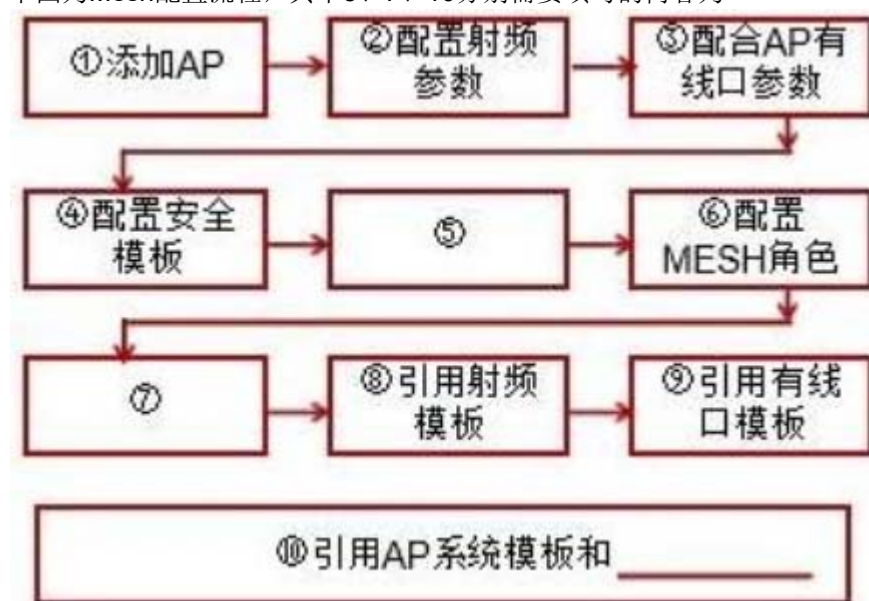 ①添加AP
②配置射频
参数
③配合AP有
线口参数
④配置安全
模板
⑤
⑥配置
MESH角色
⑦
⑧引用射频
模板
⑨引用有线
口模板
⑩引用AP系统模板和